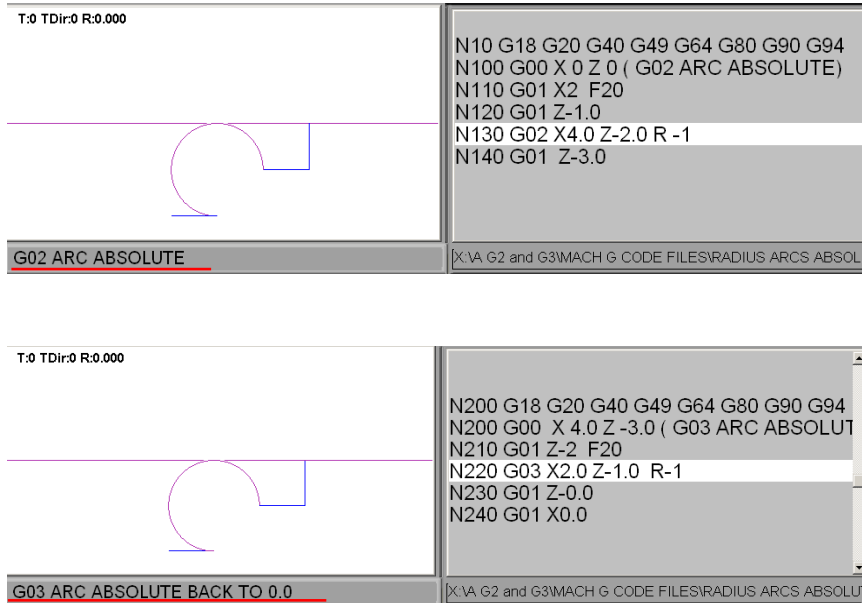 T:0 TDir:0 R:0.000
N10 G18 G20 G40 G49 G64 G80 G90 G94
N100 G00 X 0 Z 0 ( G02 ARC ABSOLUTE)
N110 G01 X2 F20
N120 G01 Z-1.0
N130 G02 X4.0 Z-2.0 R -1
N140 G01 Z-3.0
G02 ARC ABSOLUTE
X:\A G2 and G3\MACH G CODE FILES\RADIUS ARCS ABSOL
T:0 TDir:0 R:0.000
N200 G18 G20 G40 G49 G64 G80 G90 G94
N200 G00 X 4.0 Z -3.0 ( G03 ARC ABSOLUT
N210 G01 Z-2 F20
N220 G03 X2.0 Z-1.0 R-1
N230 G01 Z-0.0
N240 G01 X0.0
G03 ARC ABSOLUTE BACK TO 0.0
X:\A G2 and G3\MACH G CODE FILES\RADIUS ARCS ABSOLU